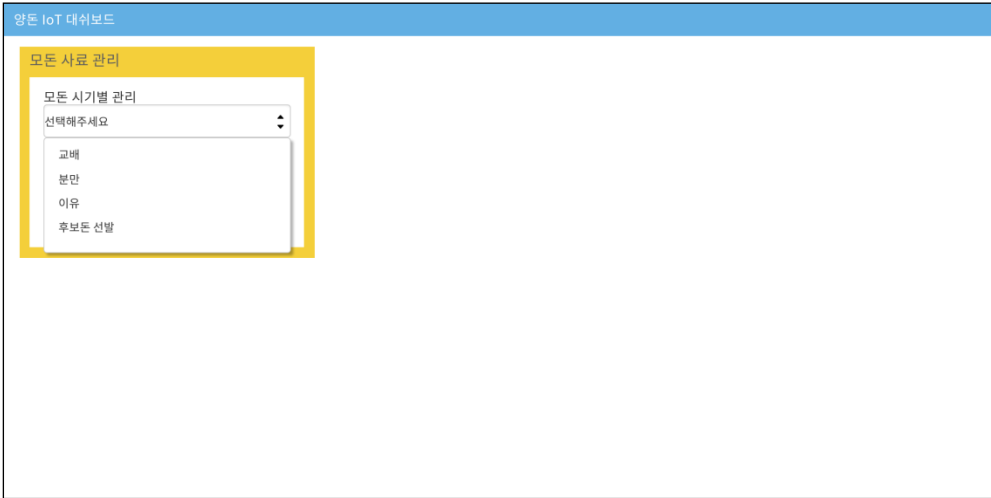 양돈 IoT 대쉬보드
모돈 사료 관리
모돈 시기별 관리
선택해주세요
교배
분만
이유
후보돈 선발